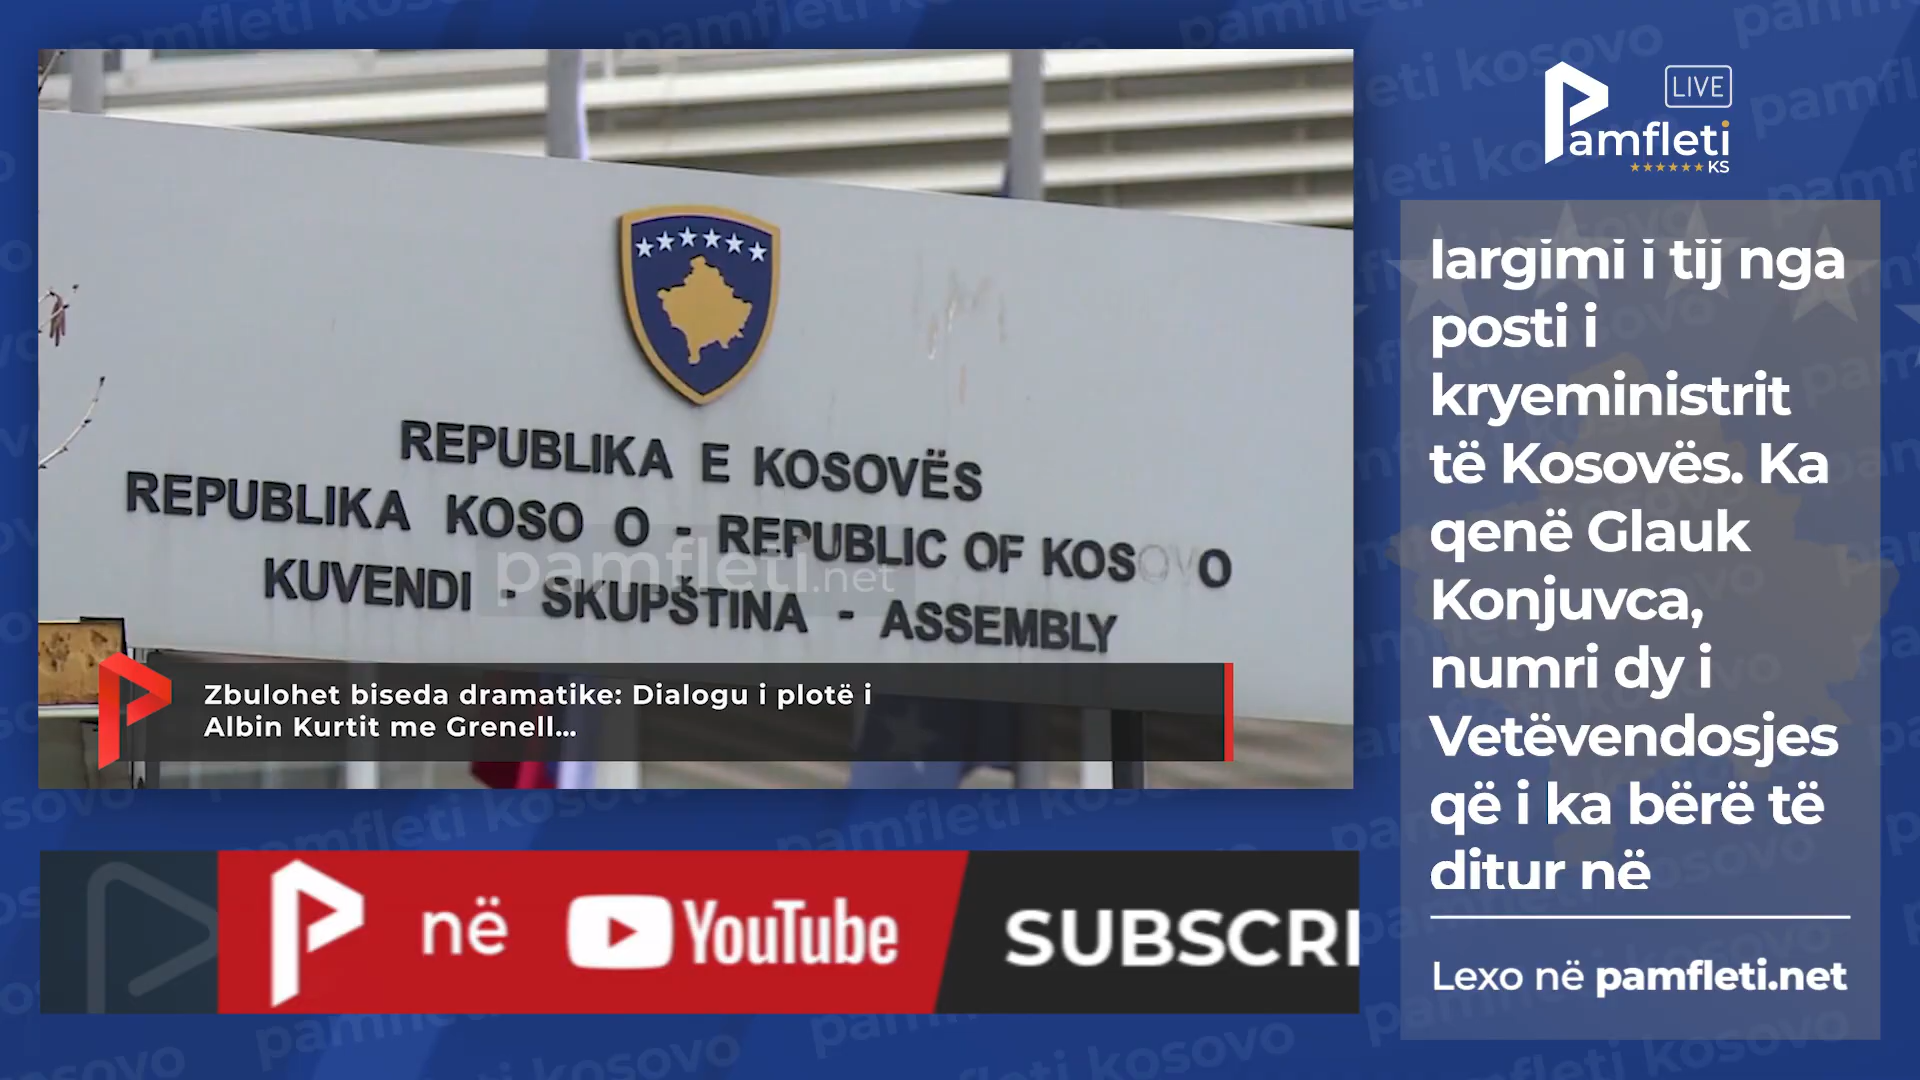 REPUBLIKA E KOSOVËS
REPUBLIKA KOSO O - REPUBLIC OF KOSOVO
KUVENDI - SKUPŠTINA - ASSEMBLY
pamfleti.net
Zbulohet biseda dramatike: Dialogu i plotë i
Albin Kurtit me Grenell...
në YouTube
SUBSCRI
LIVE
Pamfleti
KS
largimi i tij nga
posti i
kryeministrit
të Kosovës. Ka
qenë Glauk
Konjuvca,
numri dy i
Vetëvendosjes
që i ka bërë të
ditur në
Lexo në pamfleti.net